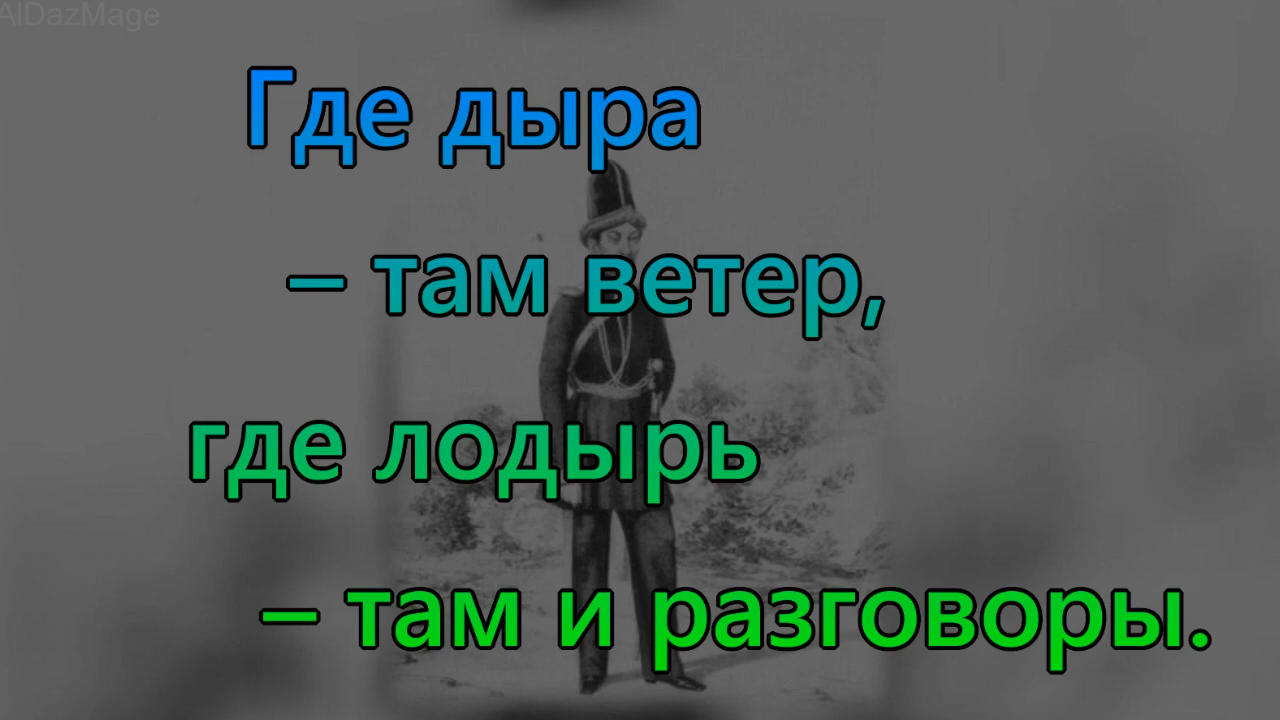 AlDazMage
Где дыра
– там ветер,
где лодырь
– там и разговоры.